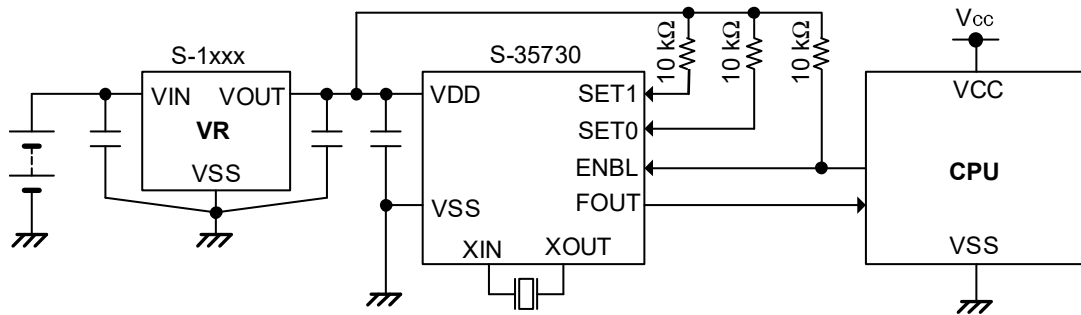 Vcc
S-1xxx
S-35730
10 kΩ
10 kΩ
10 kΩ
VIN
VOUT
VDD
SET1
VCC
VR
SET0
VSS
ENBL
CPU
VSS
FOUT
XIN
XOUT
VSS